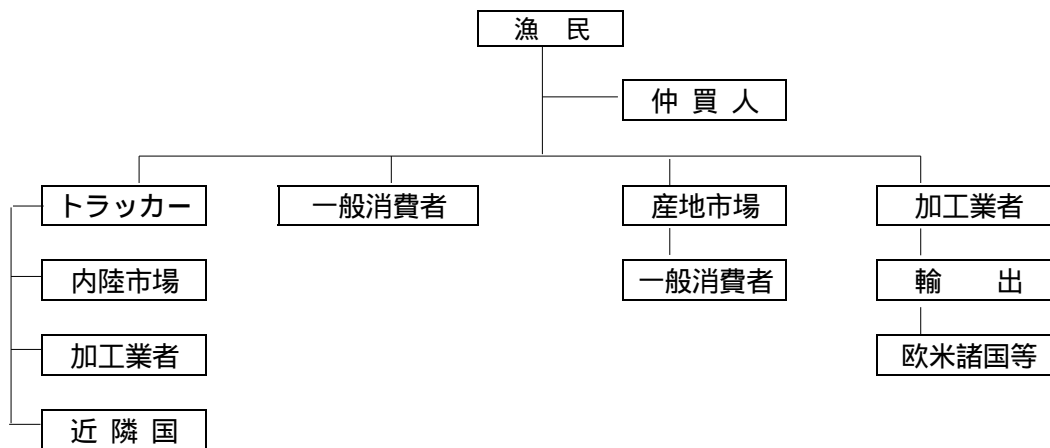 漁　民
仲 買 人
トラッカー
一般消費者
産地市場
加工業者
内陸市場
一般消費者
輸　　出
加工業者
欧米諸国等
近 隣 国